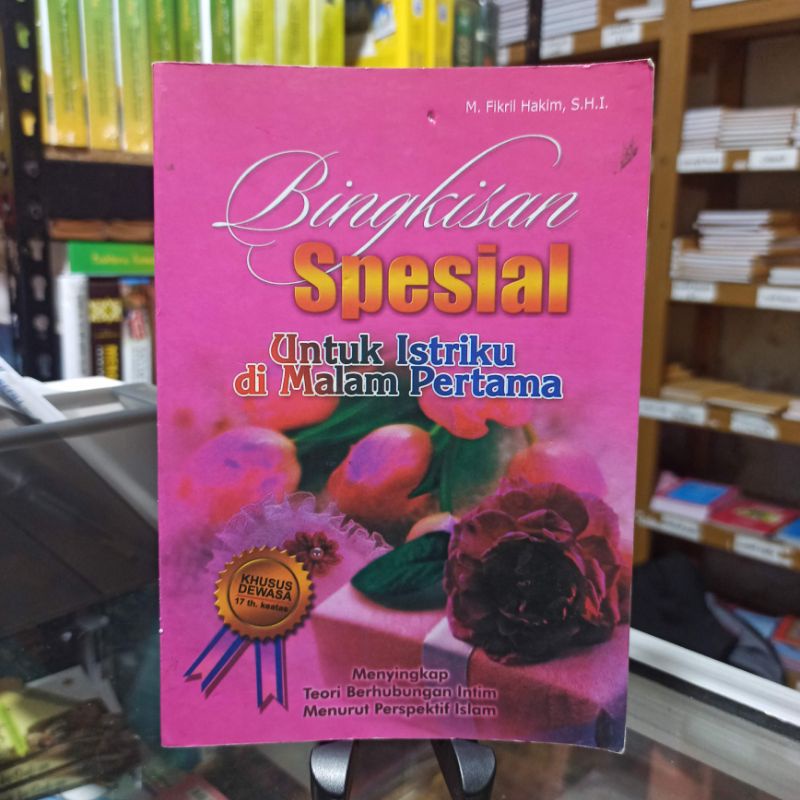 M. Fikril Hakim, S.H.I.
Bingkisan
Spesial
Untuk Istriku
di Malam Pertama
KHUSUS
DEWASA
17 th. keatas
Menyingkap
Teori Berhubungan Intim
Menurut Perspektif Islam